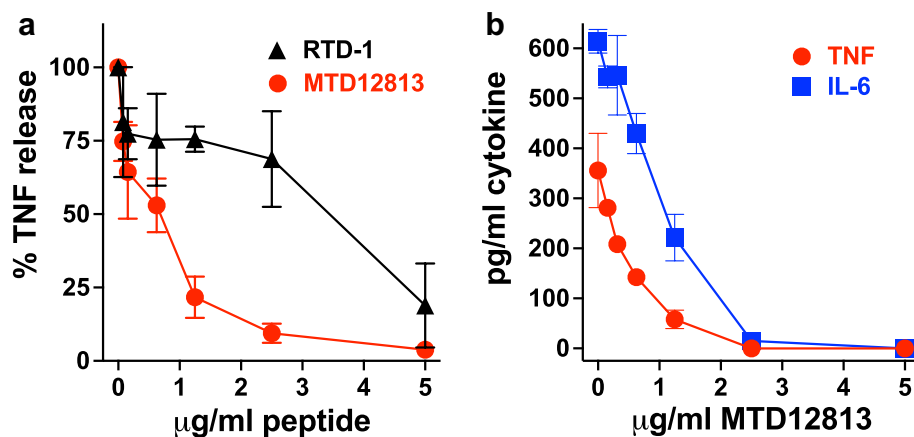 a
RTD-1
MTD12813
% TNF release
100
75
50
25
0
0 1 2 3 4 5
μg/ml peptide
b
TNF
IL-6
pg/ml cytokine
600
500
400
300
200
100
0
0 1 2 3 4 5
μg/ml MTD12813